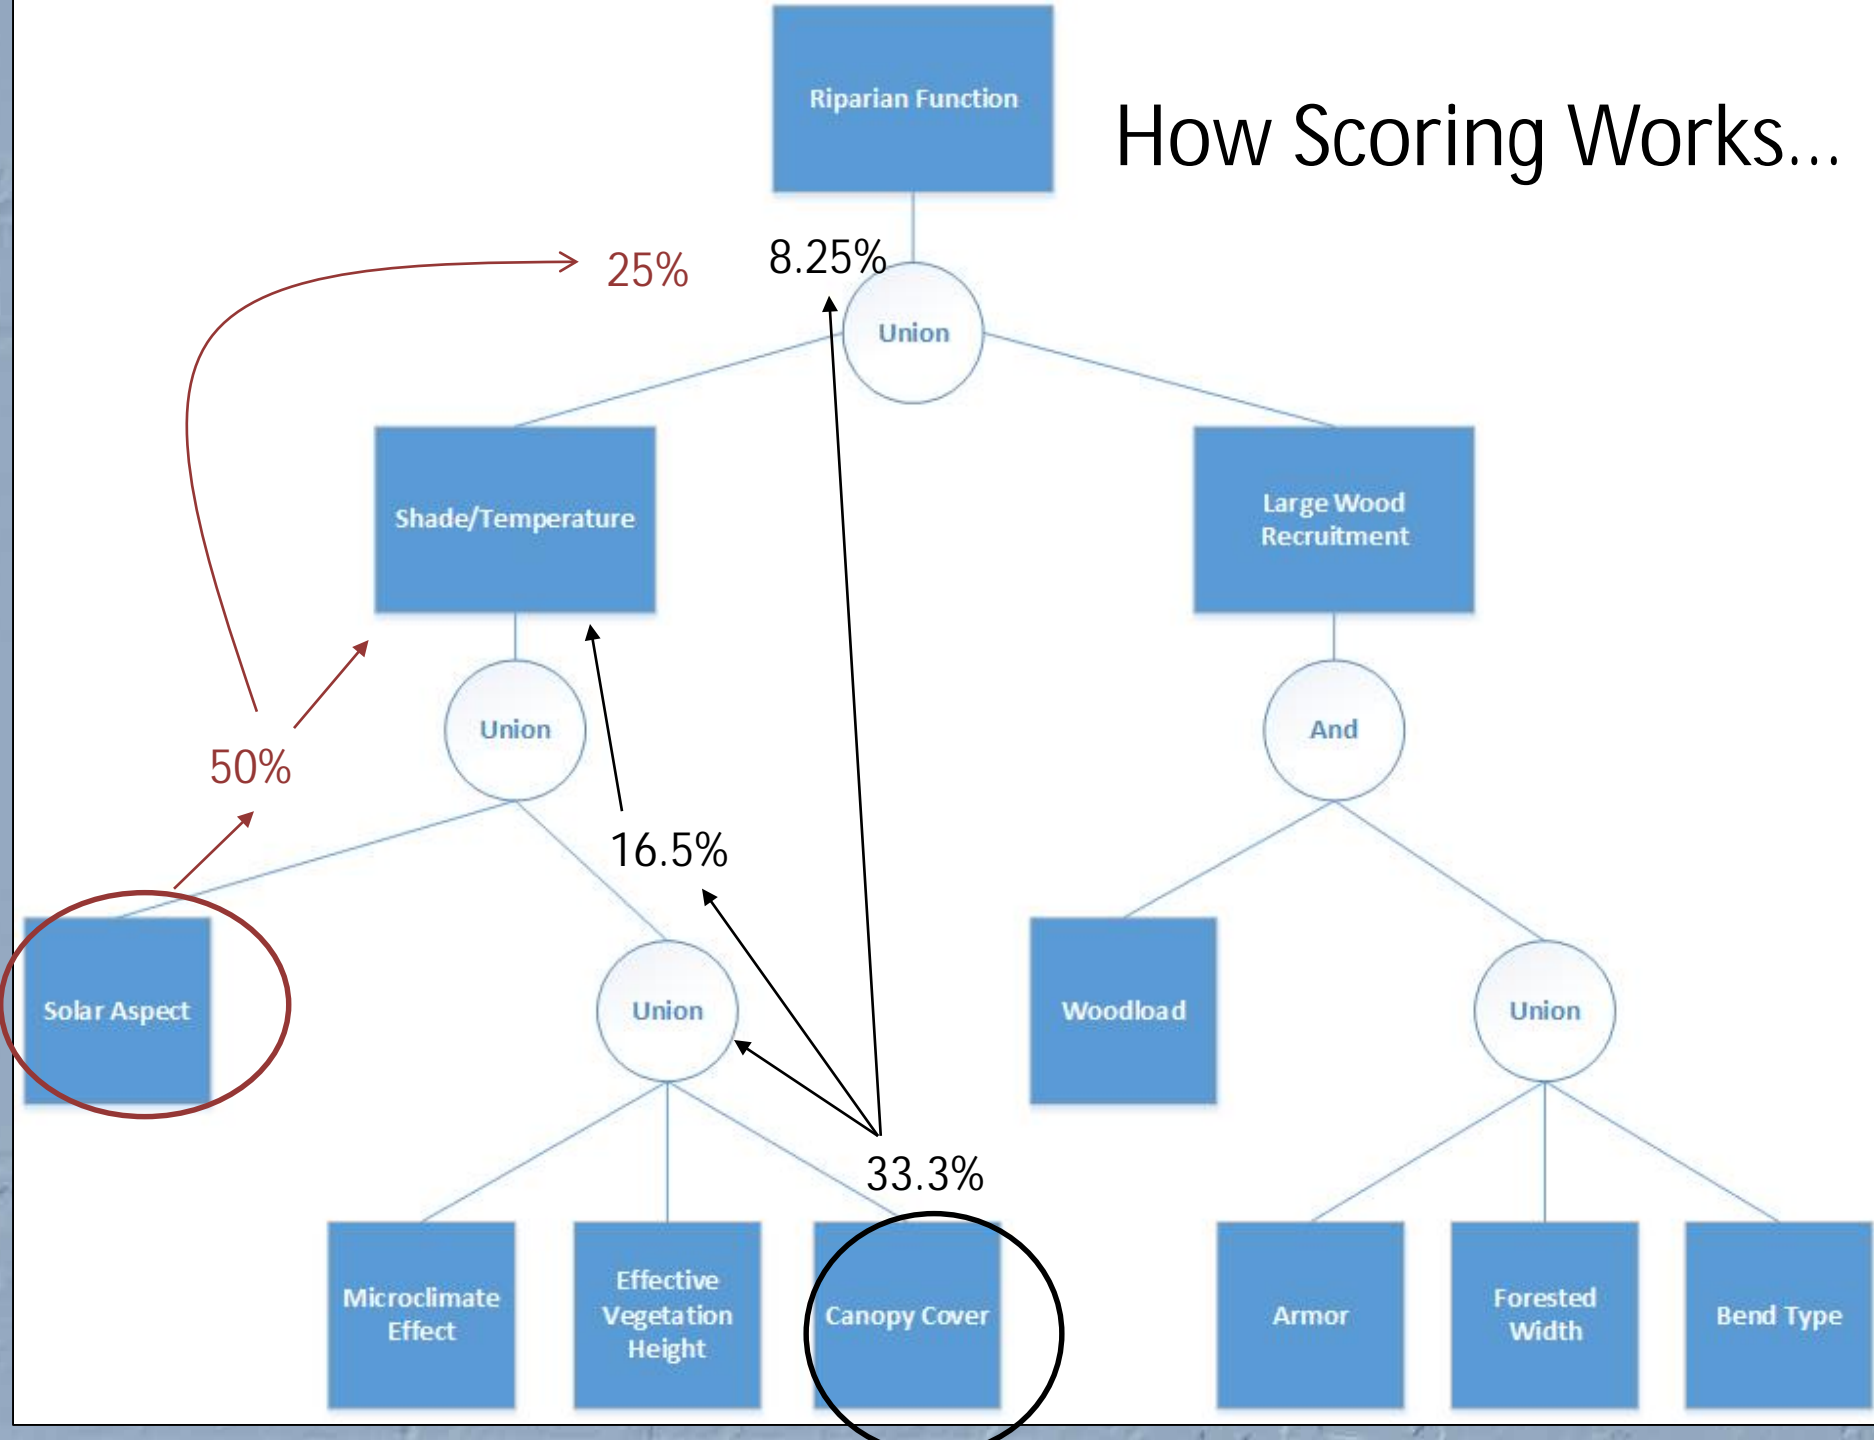 Riparian Function
How Scoring Works...
25%
8.25%
Union
Shade/Temperature
Large Wood
Recruitment
Union
And
50%
16.5%
Solar Aspect
Union
Woodload
Union
33.3%
Microclimate
Effect
Effective
Vegetation
Height
Canopy Cover
Armor
Forested
Width
Bend Type